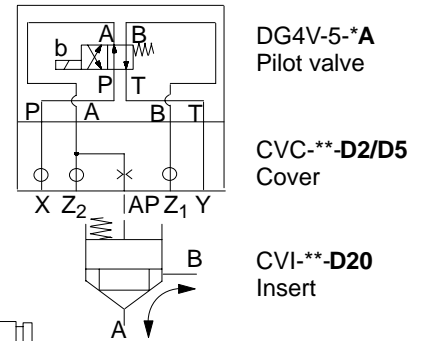 A B
b
P T
P A B T
X Z2 AP Z1 Y
B
A
DG4V-5-*A
Pilot valve
CVC-**-D2/D5
Cover
CVI-**-D20
Insert